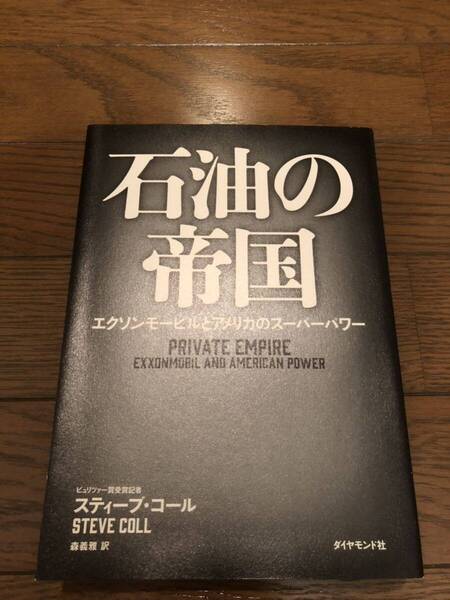 石油の
帝国
エクソンモービルとアメリカのスーパーパワー
PRIVATE EMPIRE
EXXONMOBIL AND AMERICAN POWER
ピュリツァー賞受賞記者
スティーブ・コール
STEVE COLL
森義雅 訳
ダイヤモンド社